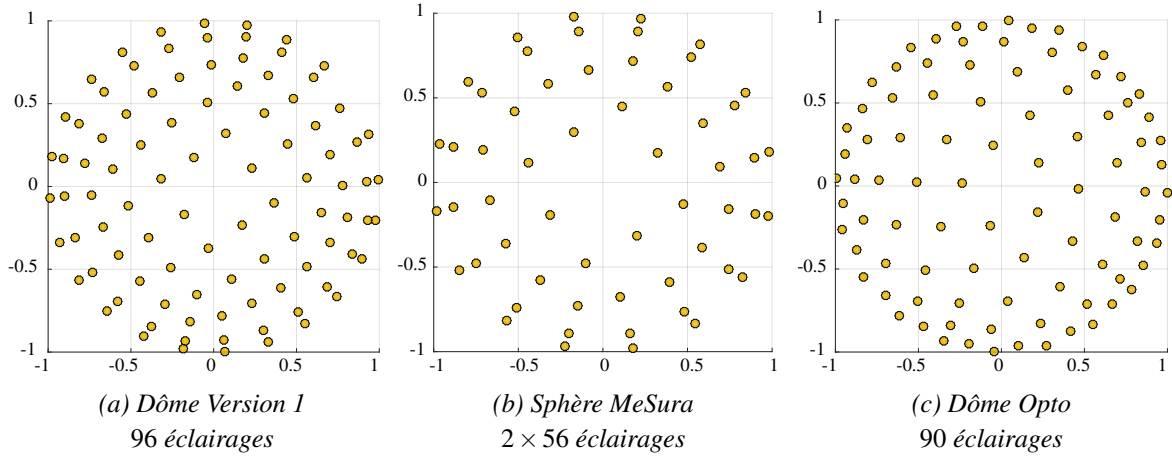 1
0.5
0
-0.5
-1
-1 -0.5 0 0.5 1
1
0.5
0
-0.5
-1
-1 -0.5 0 0.5 1
1
0.5
0
-0.5
-1
-1 -0.5 0 0.5 1
(a) Dôme Version 1
96 éclairages
(b) Sphère MeSura
2 × 56 éclairages
(c) Dôme Opto
90 éclairages